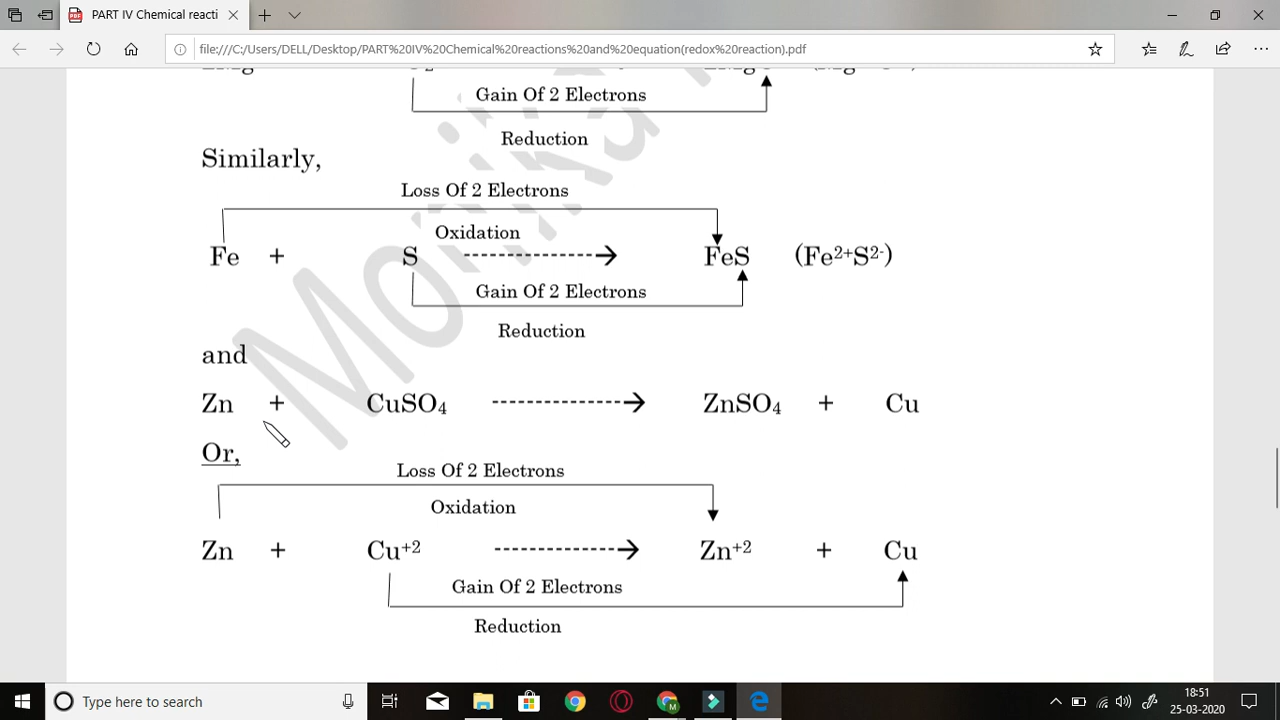 PART IV Chemical reacti
file:///C:/Users/DELL/Desktop/PART%20IV%20Chemical%20reactions%20and%20equation(redox%20reaction).pdf
Gain Of 2 Electrons
Reduction
Similarly,
Loss Of 2 Electrons
Oxidation
Fe + S FeS (Fe²⁺S²⁻)
Gain Of 2 Electrons
Reduction
and
Zn + CuSO₄ ZnSO₄ + Cu
Or,
Loss Of 2 Electrons
Oxidation
Zn + Cu⁺² Zn⁺² + Cu
Gain Of 2 Electrons
Reduction
Type here to search
18:51
25-03-2020